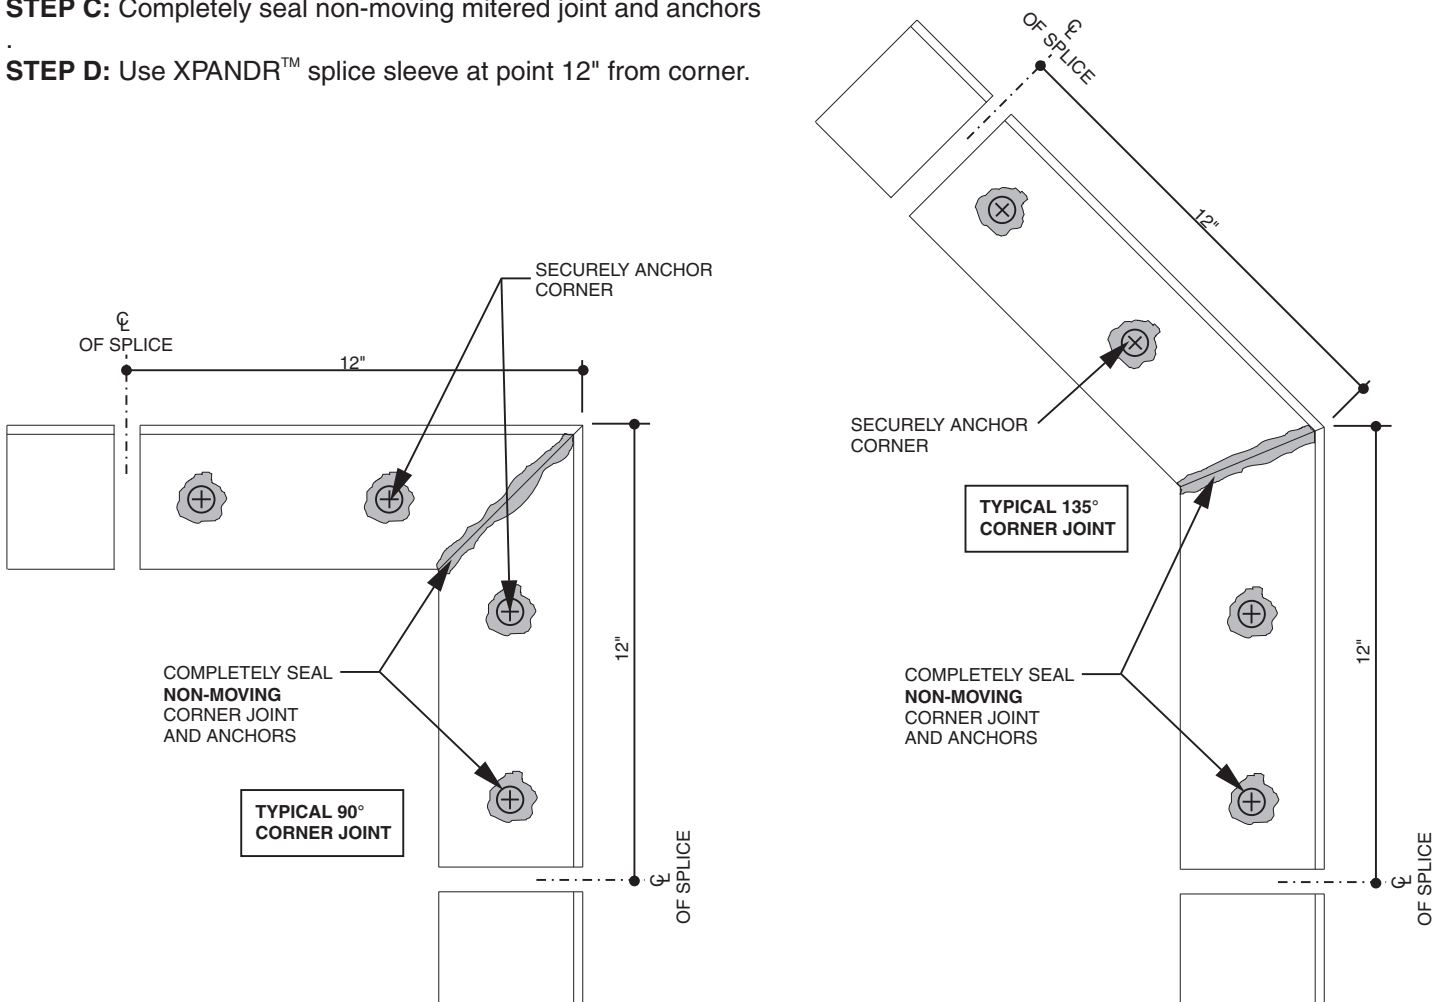 STEP C: Completely seal non-moving mitered joint and anchors
.
STEP D: Use XPANDR™ splice sleeve at point 12" from corner.
SECURELY ANCHOR
CORNER
℄
OF SPLICE
12"
12"
COMPLETELY SEAL
NON-MOVING
CORNER JOINT
AND ANCHORS
TYPICAL 90°
CORNER JOINT
℄
OF SPLICE
℄
OF SPLICE
12"
SECURELY ANCHOR
CORNER
TYPICAL 135°
CORNER JOINT
12"
COMPLETELY SEAL
NON-MOVING
CORNER JOINT
AND ANCHORS
℄
OF SPLICE